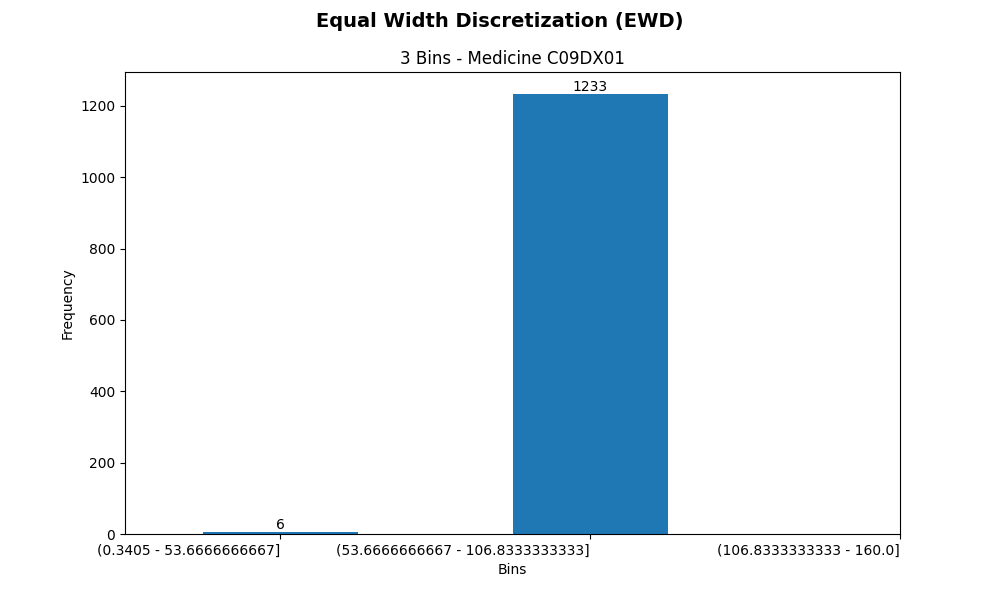 Equal Width Discretization (EWD)
3 Bins - Medicine C09DX01
1233
1200
1000
800
600
400
200
0
6
Frequency
(0.3405 - 53.6666666667]
(53.6666666667 - 106.8333333333]
(106.8333333333 - 160.0]
Bins